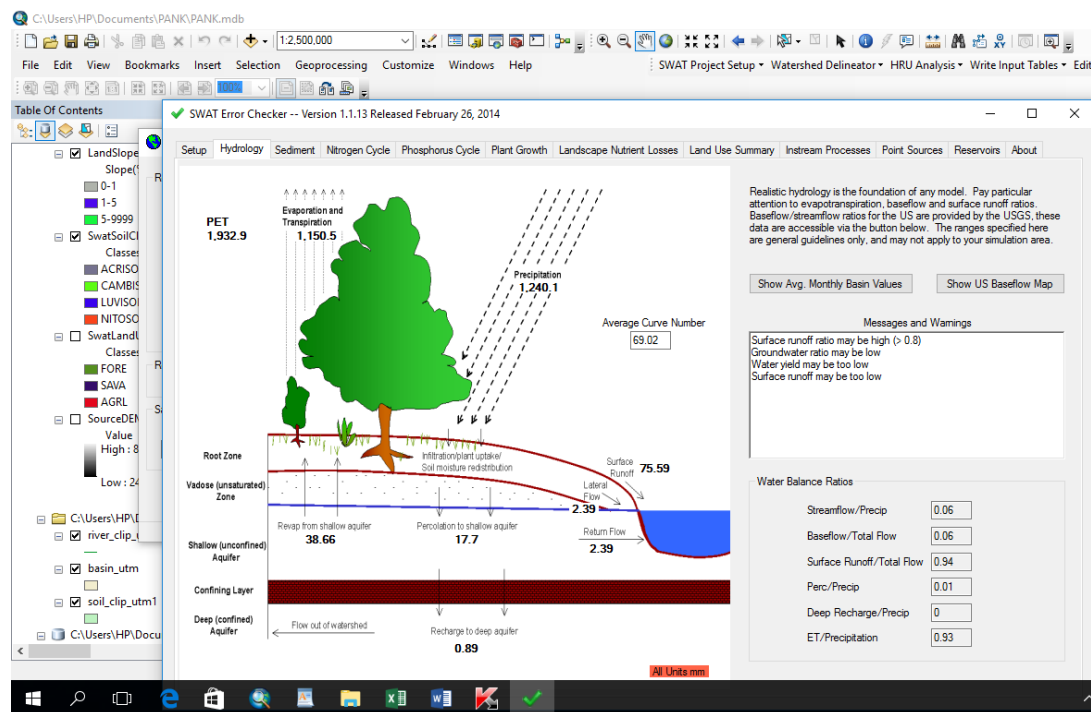 C:\Users\HP\Documents\PANK\PANK.mdb
1:2,500,000
File Edit View Bookmarks Insert Selection Geoprocessing Customize Windows Help
SWAT Project Setup Watershed Delineator HRU Analysis Write Input Tables Edit
100%
Table Of Contents
SWAT Error Checker -- Version 1.1.13 Released February 26, 2014
Setup Hydrology Sediment Nitrogen Cycle Phosphorus Cycle Plant Growth Landscape Nutrient Losses Land Use Summary Instream Processes Point Sources Reservoirs About
LandSlope
Slope(
0-1
1-5
5-9999
SwatSoilCl
Classes
ACRISO
CAMBIS
LUVISO
NITOSO
SwatLandU
Classes
FORE
SAVA
AGRL
SourceDEM
Value
High : 8
Low : 24
C:\Users\HP\D
river_clip_u
basin_utm
soil_clip_utm1
C:\Users\HP\Docu
PET
1,932.9
Evaporation and
Transpiration
1,150.5
Precipitation
1,240.1
Average Curve Number
69.02
Root Zone
Infiltration/plant uptake/
Soil moisture redistribution
Surface
Runoff 75.59
Vadose (unsaturated)
Zone
Lateral
Flow
2.39
Revap from shallow aquifer
38.66
Percolation to shallow aquifer
17.7
Return Flow
2.39
Shallow (unconfined)
Aquifer
Confining Layer
Deep (confined)
Aquifer
Flow out of watershed
Recharge to deep aquifer
0.89
All Units mm
Realistic hydrology is the foundation of any model. Pay particular
attention to evapotranspiration, baseflow and surface runoff ratios.
Baseflow/streamflow ratios for the US are provided by the USGS, these
data are accessible via the button below. The ranges specified here
are general guidelines only, and may not apply to your simulation area.
Show Avg. Monthly Basin Values
Show US Baseflow Map
Messages and Warnings
Surface runoff ratio may be high (> 0.8)
Groundwater ratio may be low
Water yield may be too low
Surface runoff may be too low
Water Balance Ratios
Streamflow/Precip 0.06
Baseflow/Total Flow 0.06
Surface Runoff/Total Flow 0.94
Perc/Precip 0.01
Deep Recharge/Precip 0
ET/Precipitation 0.93